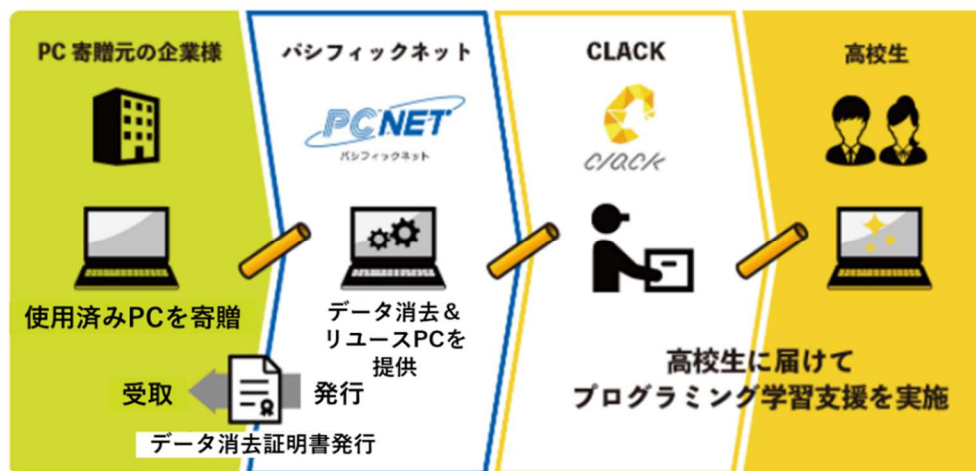 PC 寄贈元の企業様
パシフィックネット
CLACK
高校生
PCNET
パシフィックネット
clack
使用済みPCを寄贈
データ消去＆
リユースPCを
提供
受取
発行
データ消去証明書発行
高校生に届けて
プログラミング学習支援を実施